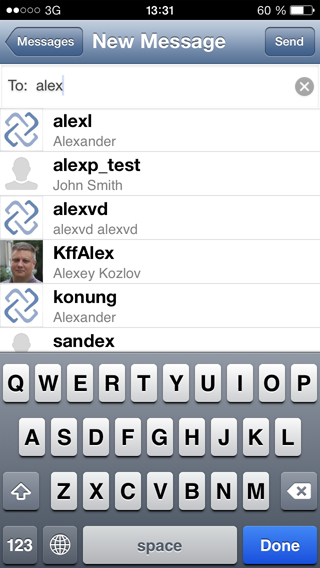 3G 13:31 60 %
Messages New Message Send
To: alex
alexl
Alexander
alexp_test
John Smith
alexvd
alexvd alexvd
KffAlex
Alexey Kozlov
konung
Alexander
sandex
Q W E R T Y U I O P
A S D F G H J K L
Z X C V B N M
123 space Done